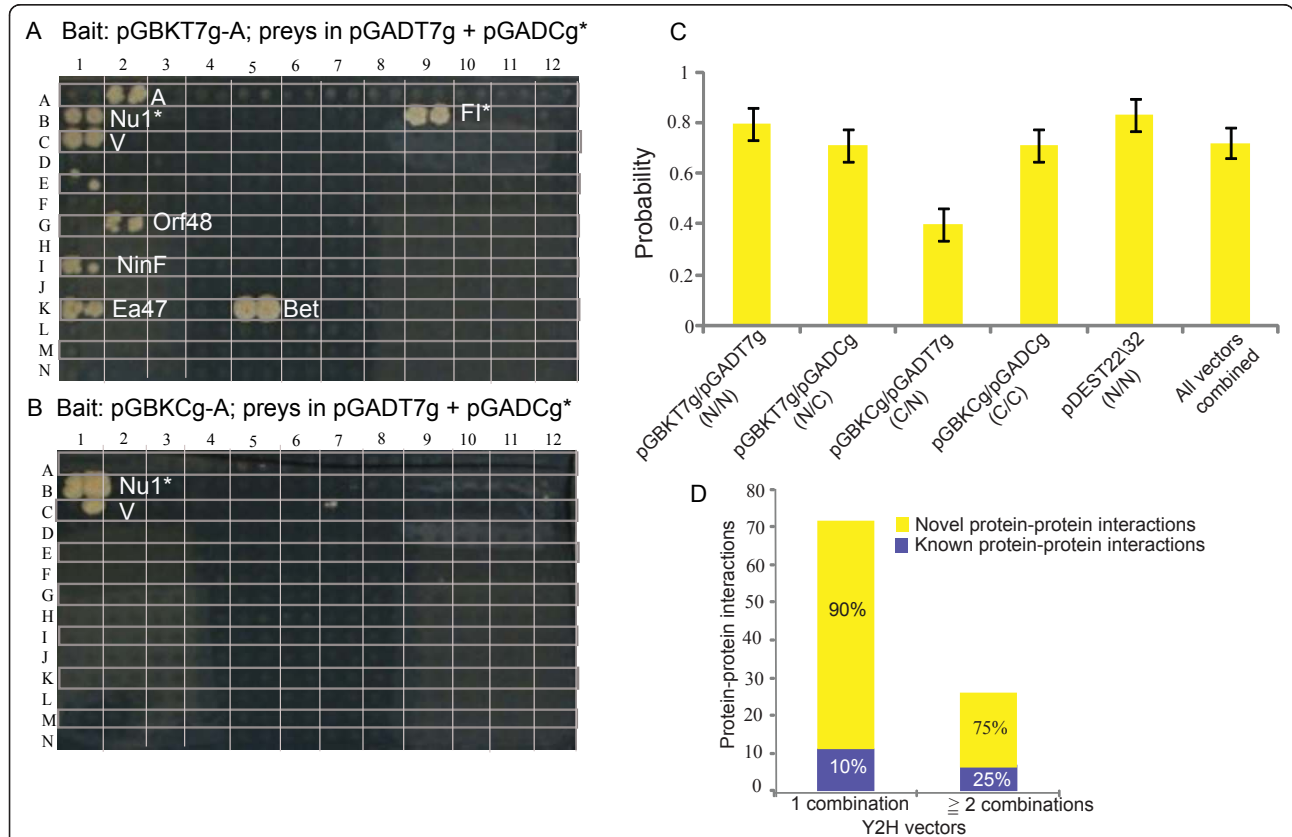 A Bait: pGBKT7g-A; preys in pGADT7g + pGADCg*
1 2 3 4 5 6 7 8 9 10 11 12
A
B
C
D
E
F
G
H
I
J
K
L
M
N
A
Nu1*
FI*
V
Orf48
NinF
Ea47
Bet
B Bait: pGBKCg-A; preys in pGADT7g + pGADCg*
1 2 3 4 5 6 7 8 9 10 11 12
A
B
C
D
E
F
G
H
I
J
K
L
M
N
Nu1*
V
C
Probability
1
0.8
0.6
0.4
0.2
0
pGBKT7g/pGADT7g
(N/N)
pGBKT7g/pGADCg
(N/C)
pGBKCg/pGADT7g
(C/N)
pGBKCg/pGADCg
(C/C)
pDEST22\32
(N/N)
All vectors
combined
D
Protein-protein interactions
80
70
60
50
40
30
20
10
0
Novel protein-protein interactions
Known protein-protein interactions
90%
10%
75%
25%
1 combination
≧ 2 combinations
Y2H vectors